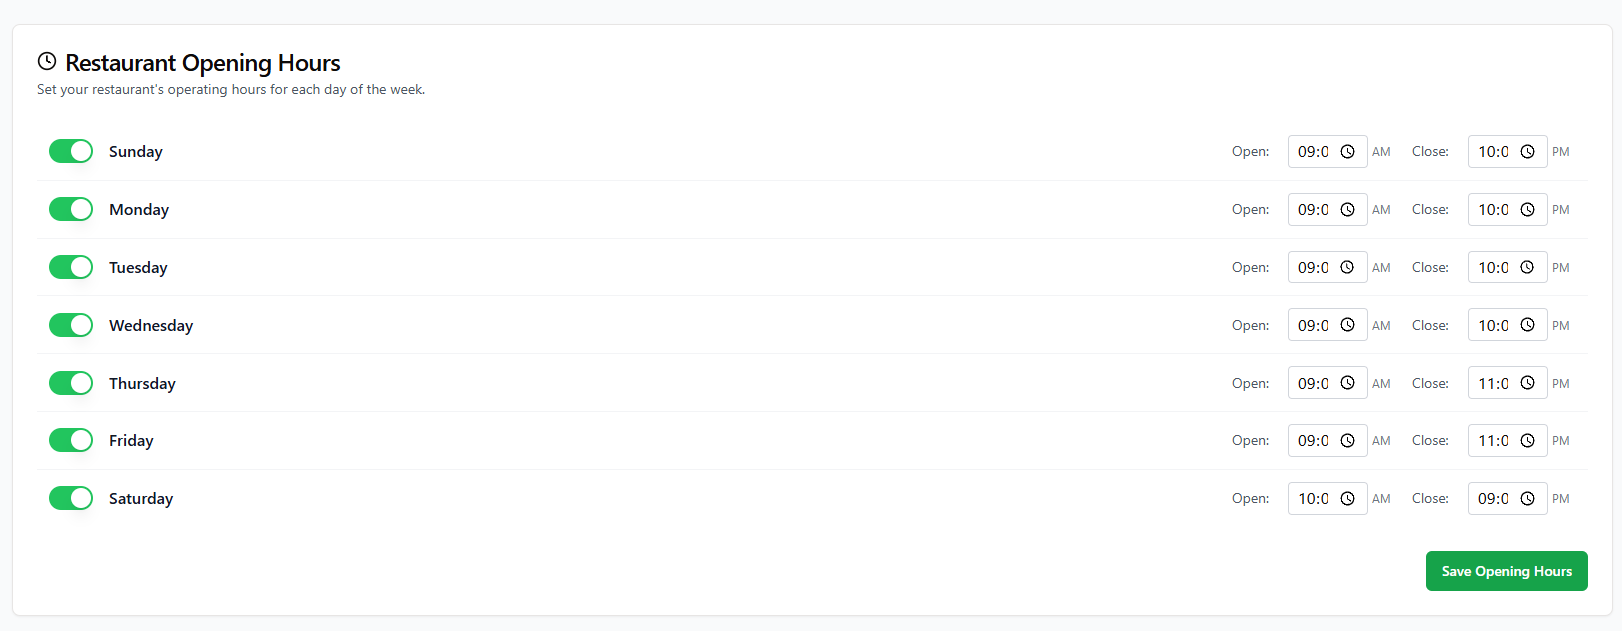 Restaurant Opening Hours
Set your restaurant's operating hours for each day of the week.
Sunday Open: 09:0 AM Close: 10:0 PM
Monday Open: 09:0 AM Close: 10:0 PM
Tuesday Open: 09:0 AM Close: 10:0 PM
Wednesday Open: 09:0 AM Close: 10:0 PM
Thursday Open: 09:0 AM Close: 11:0 PM
Friday Open: 09:0 AM Close: 11:0 PM
Saturday Open: 10:0 AM Close: 09:0 PM
Save Opening Hours